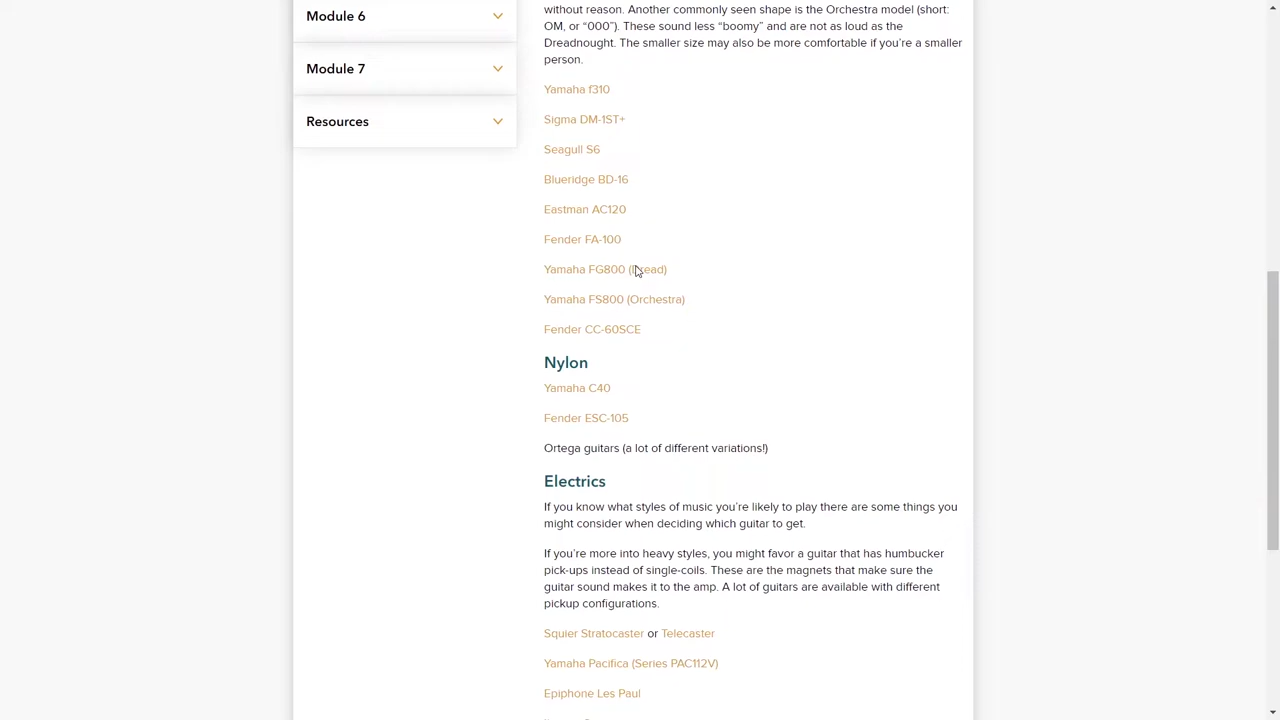 Module 6
Module 7
Resources
without reason. Another commonly seen shape is the Orchestra model (short:
OM, or “000”). These sound less “boomy” and are not as loud as the
Dreadnought. The smaller size may also be more comfortable if you’re a smaller
person.
Yamaha f310
Sigma DM-1ST+
Seagull S6
Blueridge BD-16
Eastman AC120
Fender FA-100
Yamaha FG800 (Dread)
Yamaha FS800 (Orchestra)
Fender CC-60SCE
Nylon
Yamaha C40
Fender ESC-105
Ortega guitars (a lot of different variations!)
Electrics
If you’re know what styles of music you’re likely to play there are some things you
might consider when deciding which guitar to get.
If you’re more into heavy styles, you might favor a guitar that has humbucker
pick-ups instead of single-coils. These are the magnets that make sure the
guitar sound makes it to the amp. A lot of guitars are available with different
pickup configurations.
Squier Stratocaster or Telecaster
Yamaha Pacifica (Series PAC112V)
Epiphone Les Paul